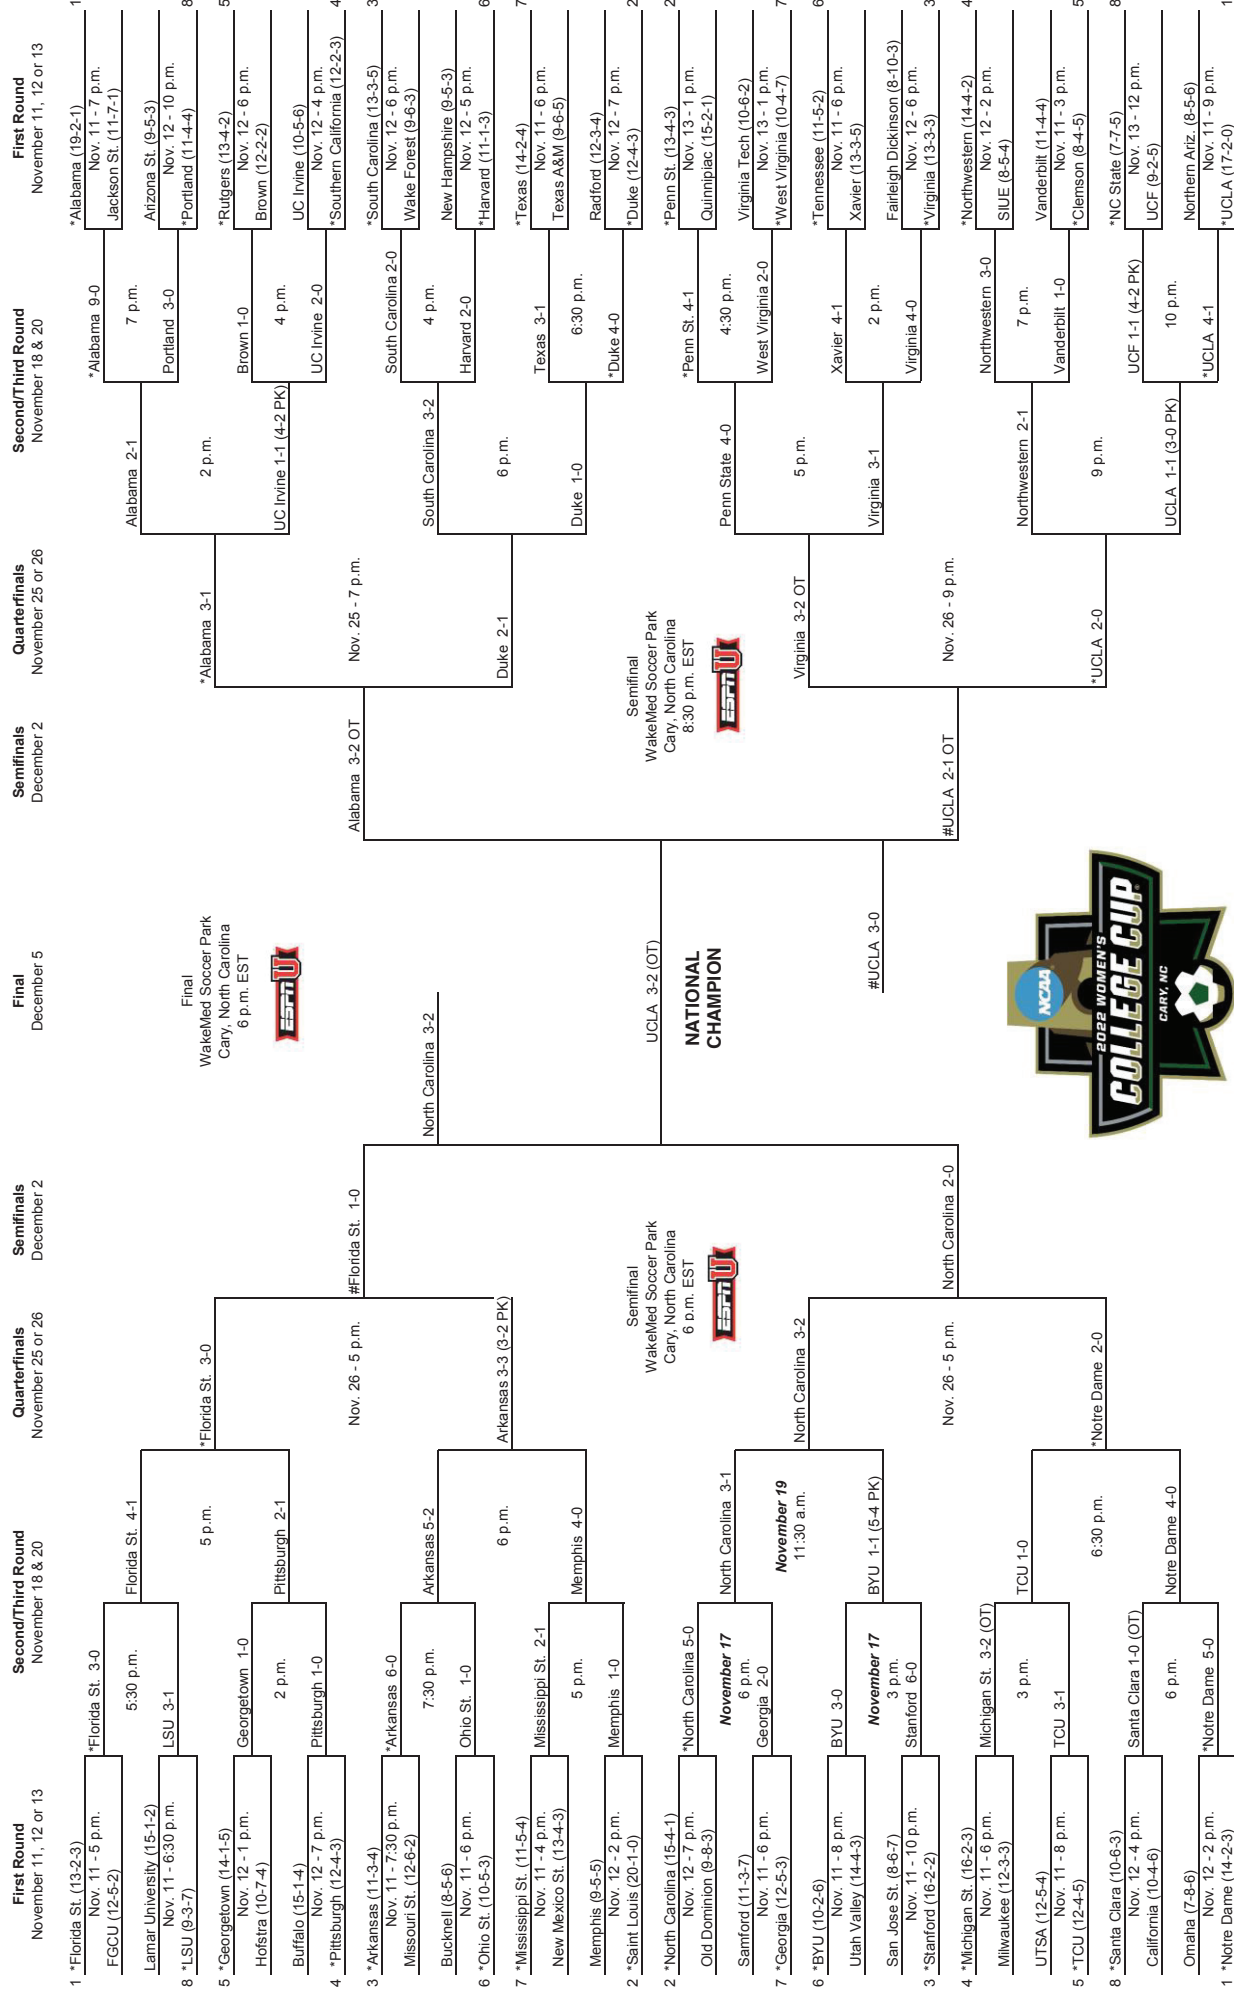 First Round
November 11, 12 or 13
Second/Third Round
November 18 & 20
Quarterfinals
November 25 or 26
Semifinals
December 2
Final
December 5
Semifinals
December 2
Quarterfinals
November 25 or 26
Second/Third Round
November 18 & 20
First Round
November 11, 12 or 13
1 *Florida St. (13-2-3)
Nov. 11 - 5 p.m.
FGCU (12-5-2)
Lamar University (15-1-2)
Nov. 11 - 6:30 p.m.
8 *LSU (9-3-7)
5 *Georgetown (14-1-5)
Nov. 12 - 1 p.m.
Hofstra (10-7-4)
Buffalo (15-1-4)
Nov. 12 - 7 p.m.
4 *Pittsburgh (12-4-3)
3 *Arkansas (11-3-4)
Nov. 11 - 7:30 p.m.
Missouri St. (12-6-2)
Bucknell (8-5-6)
Nov. 11 - 6 p.m.
6 *Ohio St. (10-5-3)
7 *Mississippi St. (11-5-4)
Nov. 11 - 4 p.m.
New Mexico St. (13-4-3)
Memphis (9-5-5)
Nov. 12 - 2 p.m.
2 *Saint Louis (20-1-0)
2 *North Carolina (15-4-1)
Nov. 12 - 7 p.m.
Old Dominion (9-8-3)
Samford (11-3-7)
Nov. 11 - 6 p.m.
7 *Georgia (12-5-3)
6 *BYU (10-2-6)
Nov. 11 - 8 p.m.
Utah Valley (14-4-3)
San Jose St. (8-6-7)
Nov. 11 - 10 p.m.
3 *Stanford (16-2-2)
4 *Michigan St. (16-2-3)
Nov. 11 - 6 p.m.
Milwaukee (12-3-3)
UTSA (12-5-4)
Nov. 11 - 8 p.m.
5 *TCU (12-4-5)
8 *Santa Clara (10-6-3)
Nov. 12 - 4 p.m.
California (10-4-6)
Omaha (7-8-6)
Nov. 12 - 2 p.m.
1 *Notre Dame (14-2-3)
*Florida St. 3-0
5:30 p.m.
LSU 3-1
Georgetown 1-0
2 p.m.
Pittsburgh 1-0
*Arkansas 6-0
7:30 p.m.
Ohio St. 1-0
Mississippi St. 2-1
5 p.m.
Memphis 1-0
*North Carolina 5-0
November 17
6 p.m.
Georgia 2-0
BYU 3-0
November 17
3 p.m.
Stanford 6-0
Michigan St. 3-2 (OT)
3 p.m.
TCU 3-1
Santa Clara 1-0 (OT)
6 p.m.
*Notre Dame 5-0
Florida St. 4-1
5 p.m.
Pittsburgh 2-1
Arkansas 5-2
6 p.m.
Memphis 4-0
North Carolina 3-1
November 19
11:30 a.m.
BYU 1-1 (5-4 PK)
TCU 1-0
6:30 p.m.
Notre Dame 4-0
*Florida St. 3-0
Nov. 26 - 5 p.m.
Arkansas 3-3 (3-2 PK)
North Carolina 3-2
Nov. 26 - 5 p.m.
*Notre Dame 2-0
#Florida St. 1-0
Semifinal
WakeMed Soccer Park
Cary, North Carolina
6 p.m. EST
ESPNU
North Carolina 2-0
Final
WakeMed Soccer Park
Cary, North Carolina
6 p.m. EST
ESPNU
North Carolina 3-2
UCLA 3-2 (OT)
NATIONAL
CHAMPION
#UCLA 3-0
NCAA
2022 WOMEN'S
COLLEGE CUP
CARY, NC
Alabama 3-2 OT
Semifinal
WakeMed Soccer Park
Cary, North Carolina
8:30 p.m. EST
ESPNU
#UCLA 2-1 OT
*Alabama 3-1
Nov. 25 - 7 p.m.
Duke 2-1
Virginia 3-2 OT
Nov. 26 - 9 p.m.
*UCLA 2-0
Alabama 2-1
2 p.m.
UC Irvine 1-1 (4-2 PK)
South Carolina 3-2
6 p.m.
Duke 1-0
Penn State 4-0
5 p.m.
Virginia 3-1
Northwestern 2-1
9 p.m.
UCLA 1-1 (3-0 PK)
*Alabama 9-0
7 p.m.
Portland 3-0
Brown 1-0
4 p.m.
UC Irvine 2-0
South Carolina 2-0
4 p.m.
Harvard 2-0
Texas 3-1
6:30 p.m.
*Duke 4-0
*Penn St. 4-1
4:30 p.m.
West Virginia 2-0
Xavier 4-1
2 p.m.
Virginia 4-0
Northwestern 3-0
7 p.m.
Vanderbilt 1-0
UCF 1-1 (4-2 PK)
10 p.m.
*UCLA 4-1
*Alabama (19-2-1) 1
Nov. 11 - 7 p.m.
Jackson St. (11-7-1)
Arizona St. (9-5-3)
Nov. 12 - 10 p.m.
*Portland (11-4-4) 8
*Rutgers (13-4-2) 5
Nov. 12 - 6 p.m.
Brown (12-2-2)
UC Irvine (10-5-6)
Nov. 12 - 4 p.m.
*Southern California (12-2-3) 4
*South Carolina (13-3-5) 3
Nov. 12 - 6 p.m.
Wake Forest (9-6-3)
New Hampshire (9-5-3)
Nov. 12 - 5 p.m.
*Harvard (11-1-3) 6
*Texas (14-2-4) 7
Nov. 11 - 6 p.m.
Texas A&M (9-6-5)
Radford (12-3-4)
Nov. 12 - 7 p.m.
*Duke (12-4-3) 2
*Penn St. (13-4-3) 2
Nov. 13 - 1 p.m.
Quinnipiac (15-2-1)
Virginia Tech (10-6-2)
Nov. 13 - 1 p.m.
*West Virginia (10-4-7) 7
*Tennessee (11-5-2) 6
Nov. 11 - 6 p.m.
Xavier (13-3-5)
Fairleigh Dickinson (8-10-3)
Nov. 12 - 6 p.m.
*Virginia (13-3-3) 3
*Northwestern (14-4-2) 4
Nov. 12 - 2 p.m.
SIUE (8-5-4)
Vanderbilt (11-4-4)
Nov. 11 - 3 p.m.
*Clemson (8-4-5) 5
*NC State (7-7-5) 8
Nov. 13 - 12 p.m.
UCF (9-2-5)
Northern Ariz. (8-5-6)
Nov. 11 - 9 p.m.
*UCLA (17-2-0) 1